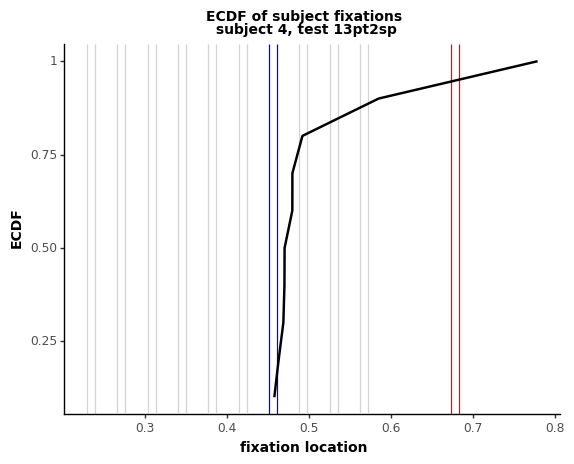 ECDF of subject fixations
subject 4, test 13pt2sp
1
0.75
0.50
0.25
ECDF
0.3 0.4 0.5 0.6 0.7 0.8
fixation location